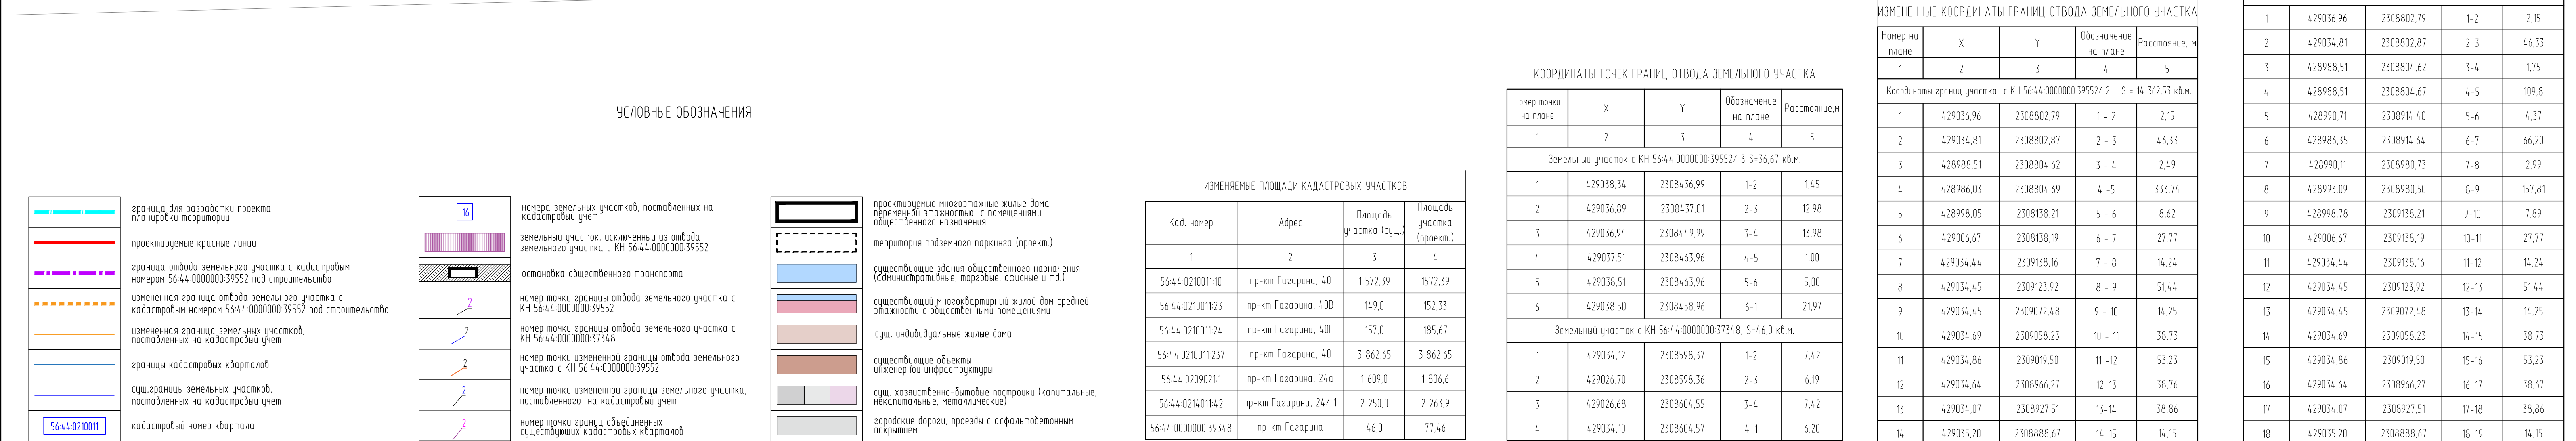 УСЛОВНЫЕ ОБОЗНАЧЕНИЯ
граница для разработки проекта
планировки территории
проектируемые красные линии
граница отвода земельного участка с кадастровым
номером 56:44:0000000:39552 под строительство
измененная граница отвода земельного участка с
кадастровым номером 56:44:0000000:39552 под строительство
измененная граница земельных участков,
поставленных на кадастровый учет
границы кадастровых кварталов
сущ.границы земельных участков,
поставленных на кадастровый учет
56:44:0210011
кадастровый номер квартала
:16
номера земельных участков, поставленных на
кадастровый учет
земельный участок, исключенный из отвода
земельного участка с КН 56:44:0000000:39552
остановка общественного транспорта
2
номер точки границы отвода земельного участка с
КН 56:44:0000000:39552
2
номер точки границы отвода земельного участка с
КН 56:44:0000000:37348
2
номер точки измененной границы отвода земельного
участка с КН 56:44:0000000:39552
2
номер точки измененной границы земельного участка,
поставленного на кадастровый учет
2
номер точки границ объединенных
существующих кадастровых кварталов
проектируемые многоэтажные жилые дома
переменной этажностью с помещениями
общественного назначения
территория подземного паркинга (проект.)
существующие здания общественного назначения
(административные, торговые, офисные и тд.)
существующий многоквартирный жилой дом средней
этажности с общественными помещениями
сущ. индивидуальные жилые дома
существующие объекты
инженерной инфраструктуры
сущ. хозяйственно-бытовые постройки (капитальные,
некапитальные, металлические)
городские дороги, проезды с асфальтобетонным
покрытием
ИЗМЕНЯЕМЫЕ ПЛОЩАДИ КАДАСТРОВЫХ УЧАСТКОВ
Кад. номер Адрес Площадь участка (сущ.) Площадь участка (проект.)
1 2 3 4
56:44:0210011:10 пр-кт Гагарина, 40 1 572,39 1572,39
56:44:0210011:23 пр-кт Гагарина, 40В 149,0 152,33
56:44:0210011:24 пр-кт Гагарина, 40Г 157,0 185,67
56:44:0210011:237 пр-кт Гагарина, 40 3 862,65 3 862,65
56:44:0209021:1 пр-кт Гагарина, 24а 1 609,0 1 806,6
56:44:0214011:42 пр-кт Гагарина, 24/ 1 2 250,0 2 263,9
56:44:0000000:39348 пр-кт Гагарина 46,0 77,46
КООРДИНАТЫ ТОЧЕК ГРАНИЦ ОТВОДА ЗЕМЕЛЬНОГО УЧАСТКА
Номер точки на плане X Y Обозначение на плане Расстояние,м
1 2 3 4 5
Земельный участок с КН 56:44:0000000:39552/ 3 S=36,67 кв.м.
1 429038,34 2308436,99 1-2 1,45
2 429036,89 2308437,01 2-3 12,98
3 429036,94 2308449,99 3-4 13,98
4 429037,51 2308463,96 4-5 1,00
5 429038,51 2308463,96 5-6 5,00
6 429038,50 2308458,96 6-1 21,97
Земельный участок с КН 56:44:0000000:37348, S=46,0 кв.м.
1 429034,12 2308598,37 1-2 7,42
2 429026,70 2308598,36 2-3 6,19
3 429026,68 2308604,55 3-4 7,42
4 429034,10 2308604,57 4-1 6,20
ИЗМЕНЕННЫЕ КООРДИНАТЫ ГРАНИЦ ОТВОДА ЗЕМЕЛЬНОГО УЧАСТКА
Номер на плане X Y Обозначение на плане Расстояние, м
1 2 3 4 5
Координаты границ участка с КН 56:44:0000000:39552/ 2, S = 14 362,53 кв.м.
1 429036,96 2308802,79 1 - 2 2,15
2 429034,81 2308802,87 2 - 3 46,33
3 428988,51 2308804,62 3 - 4 2,49
4 428986,03 2308804,69 4 -5 333,74
5 428998,05 2308138,21 5 - 6 8,62
6 429006,67 2308138,19 6 - 7 27,77
7 429034,44 2309138,16 7 - 8 14,24
8 429034,45 2309123,92 8 - 9 51,44
9 429034,45 2309072,48 9 - 10 14,25
10 429034,69 2309058,23 10 - 11 38,73
11 429034,86 2309019,50 11 -12 53,23
12 429034,64 2308966,27 12-13 38,76
13 429034,07 2308927,51 13-14 38,86
14 429035,20 2308888,67 14-15 14,15
1 429036,96 2308802,79 1-2 2,15
2 429034,81 2308802,87 2-3 46,33
3 428988,51 2308804,62 3-4 1,75
4 428988,51 2308804,67 4-5 109,8
5 428990,71 2308914,40 5-6 4,37
6 428986,35 2308914,64 6-7 66,20
7 428990,11 2308980,73 7-8 2,99
8 428993,09 2308980,50 8-9 157,81
9 428998,78 2309138,21 9-10 7,89
10 429006,67 2309138,19 10-11 27,77
11 429034,44 2309138,16 11-12 14,24
12 429034,45 2309123,92 12-13 51,44
13 429034,45 2309072,48 13-14 14,25
14 429034,69 2309058,23 14-15 38,73
15 429034,86 2309019,50 15-16 53,23
16 429034,64 2308966,27 16-17 38,67
17 429034,07 2308927,51 17-18 38,86
18 429035,20 2308888,67 18-19 14,15